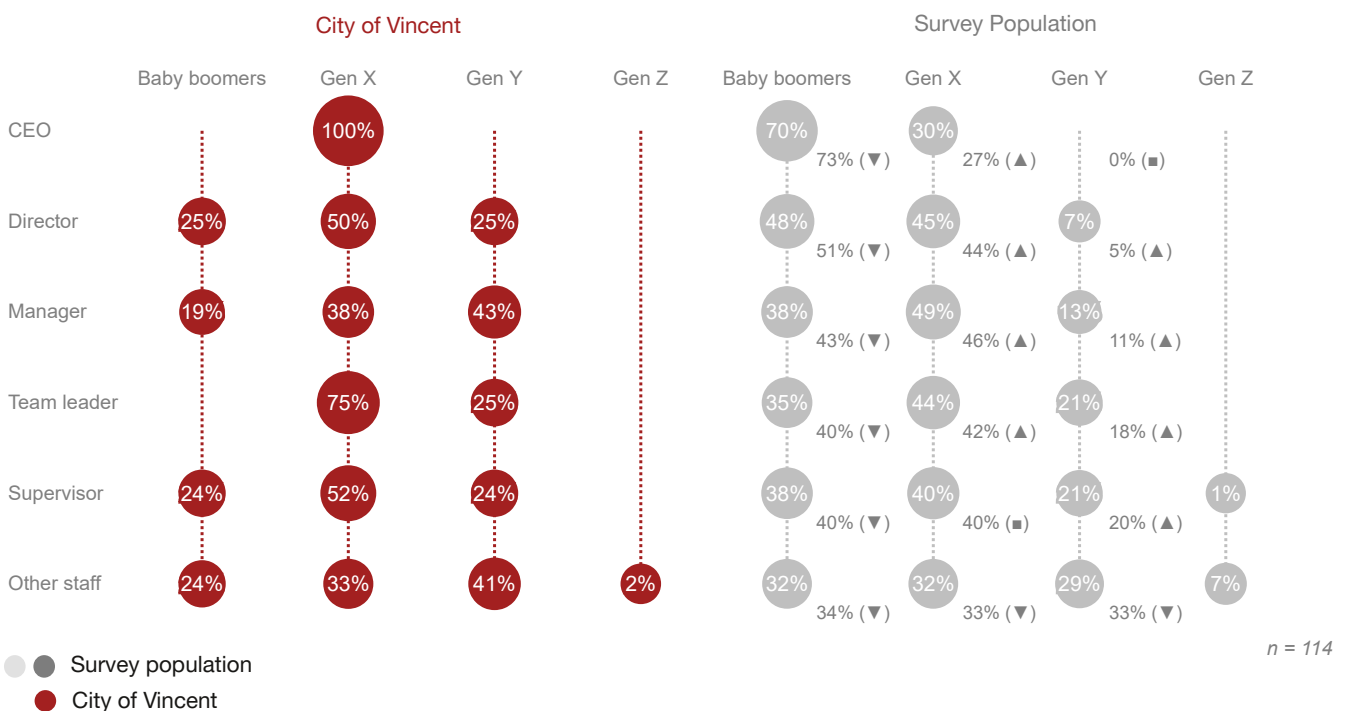 City of Vincent Survey Population
Baby boomers Gen X Gen Y Gen Z Baby boomers Gen X Gen Y Gen Z
CEO 100% 70% 30%
73% (▼) 27% (▲) 0% (■)
Director 25% 50% 25% 48% 45% 7%
51% (▼) 44% (▲) 5% (▲)
Manager 19% 38% 43% 38% 49% 13%
43% (▼) 46% (▲) 11% (▲)
Team leader 75% 25% 35% 44% 21%
40% (▼) 42% (▲) 18% (▲)
Supervisor 24% 52% 24% 38% 40% 21% 1%
40% (▼) 40% (■) 20% (▲)
Other staff 24% 33% 41% 2% 32% 32% 29% 7%
34% (▼) 33% (▼) 33% (▼)
n = 114
Survey population
City of Vincent